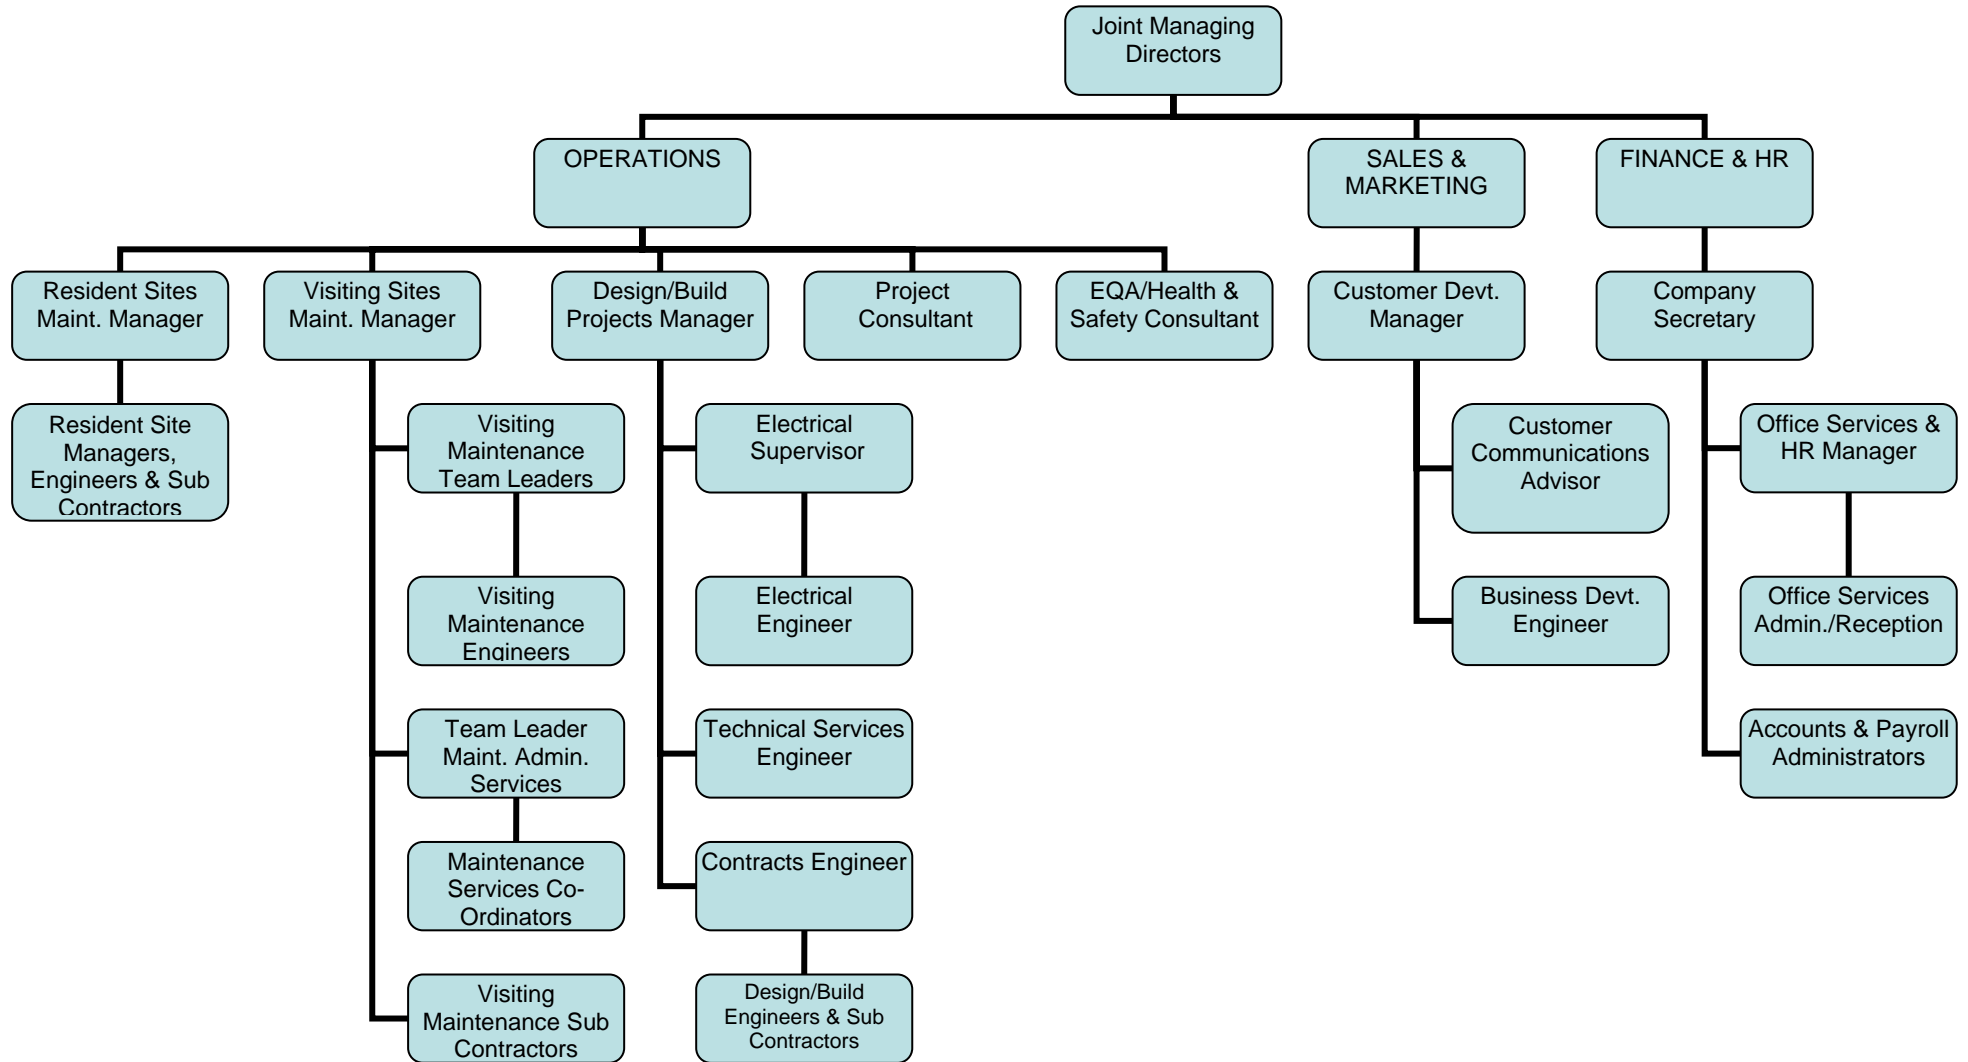 Joint Managing
Directors
OPERATIONS
SALES &
MARKETING
FINANCE & HR
Resident Sites
Maint. Manager
Visiting Sites
Maint. Manager
Design/Build
Projects Manager
Project
Consultant
EQA/Health &
Safety Consultant
Customer Devt.
Manager
Company
Secretary
Resident Site
Managers,
Engineers & Sub
Contractors
Visiting
Maintenance
Team Leaders
Electrical
Supervisor
Customer
Communications
Advisor
Office Services &
HR Manager
Visiting
Maintenance
Engineers
Electrical
Engineer
Business Devt.
Engineer
Office Services
Admin./Reception
Team Leader
Maint. Admin.
Services
Technical Services
Engineer
Accounts & Payroll
Administrators
Maintenance
Services Co-
Ordinators
Contracts Engineer
Visiting
Maintenance Sub
Contractors
Design/Build
Engineers & Sub
Contractors